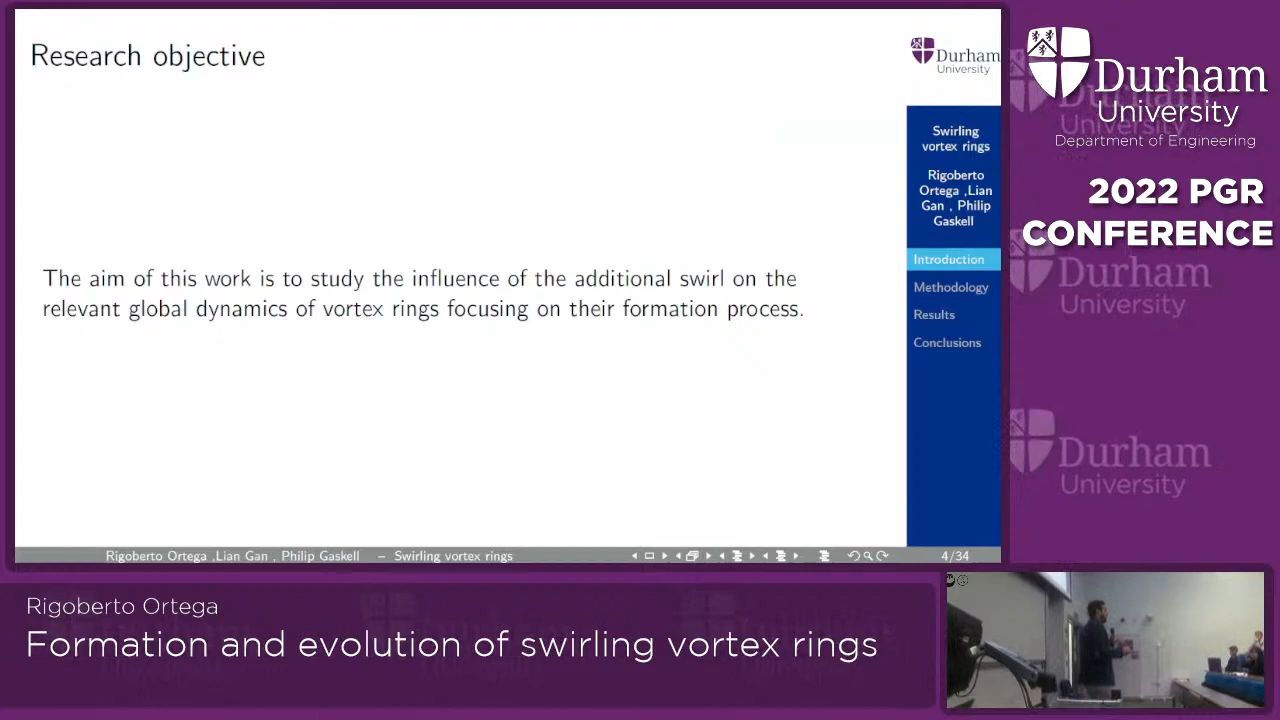 Research objective
Durham
University
Swirling
vortex rings
Rigoberto
Ortega ,Lian
Gan , Philip
Gaskell
Introduction
Methodology
Results
Conclusions
The aim of this work is to study the influence of the additional swirl on the
relevant global dynamics of vortex rings focusing on their formation process.
Rigoberto Ortega ,Lian Gan , Philip Gaskell – Swirling vortex rings
4/34
Durham
University
Department of Engineering
2022 PGR
CONFERENCE
Durham
University
Durham
University
Durham
University
Rigoberto Ortega
Formation and evolution of swirling vortex rings